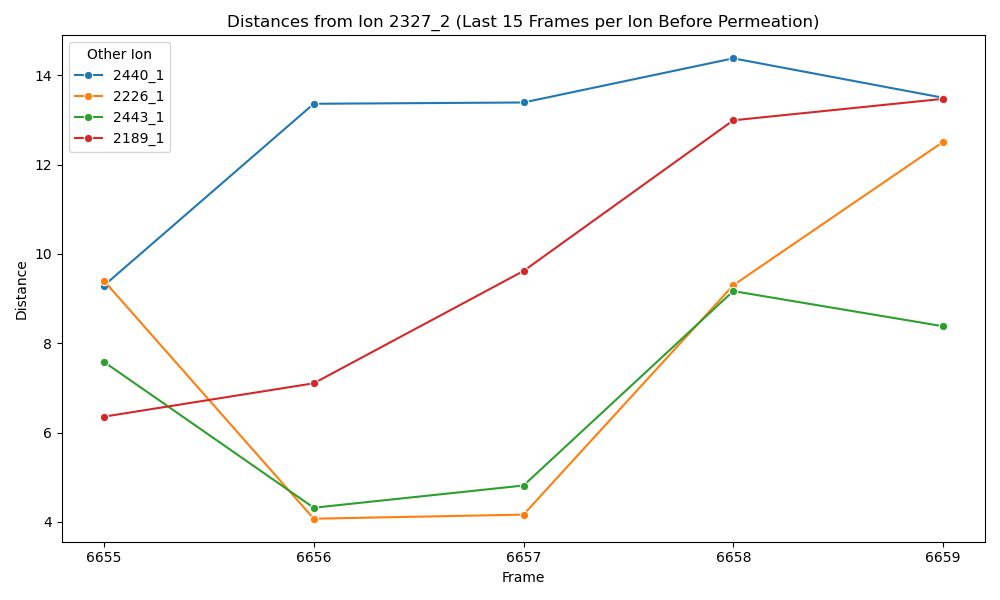 Distances from Ion 2327_2 (Last 15 Frames per Ion Before Permeation)
Other Ion
2440_1
2226_1
2443_1
2189_1
14
12
10
8
6
4
Distance
6655 6656 6657 6658 6659
Frame